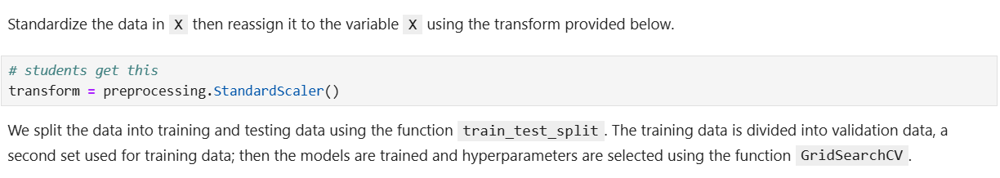 Standardize the data in X then reassign it to the variable X using the transform provided below.
# students get this
transform = preprocessing.StandardScaler()
We split the data into training and testing data using the function train_test_split. The training data is divided into validation data, a
second set used for training data; then the models are trained and hyperparameters are selected using the function GridSearchCV.